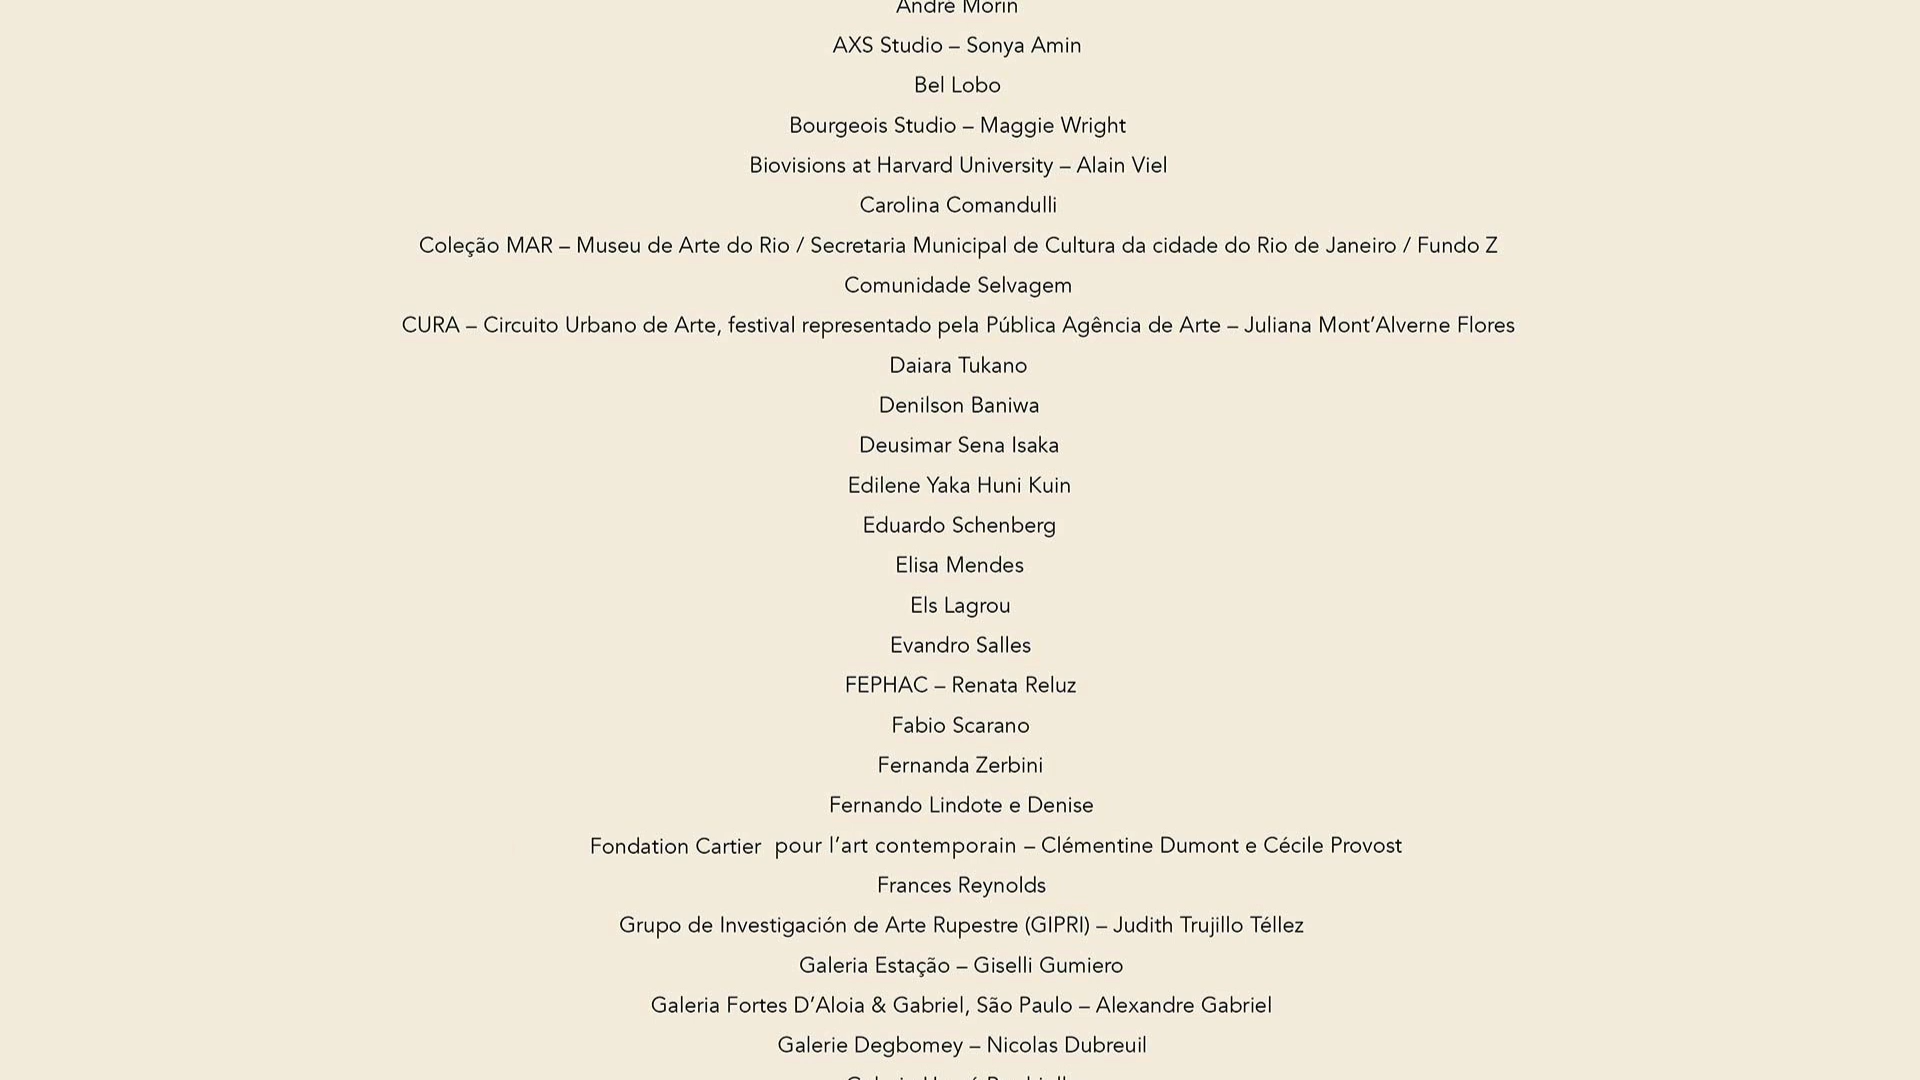 André Morin
AXS Studio – Sonya Amin
Bel Lobo
Bourgeois Studio – Maggie Wright
Biovisions at Harvard University – Alain Viel
Carolina Comandulli
Coleção MAR – Museu de Arte do Rio / Secretaria Municipal de Cultura da cidade do Rio de Janeiro / Fundo Z
Comunidade Selvagem
CURA – Circuito Urbano de Arte, festival representado pela Pública Agência de Arte – Juliana Mont’Alverne Flores
Daiara Tukano
Denilson Baniwa
Deusimar Sena Isaka
Edilene Yaka Huni Kuin
Eduardo Schenberg
Elisa Mendes
Els Lagrou
Evandro Salles
FEPHAC – Renata Reluz
Fabio Scarano
Fernanda Zerbini
Fernando Lindote e Denise
Fondation Cartier pour l’art contemporain – Clémentine Dumont e Cécile Provost
Frances Reynolds
Grupo de Investigación de Arte Rupestre (GIPRI) – Judith Trujillo Téllez
Galeria Estação – Giselli Gumiero
Galeria Fortes D’Aloia & Gabriel, São Paulo – Alexandre Gabriel
Galerie Degbomey – Nicolas Dubreuil